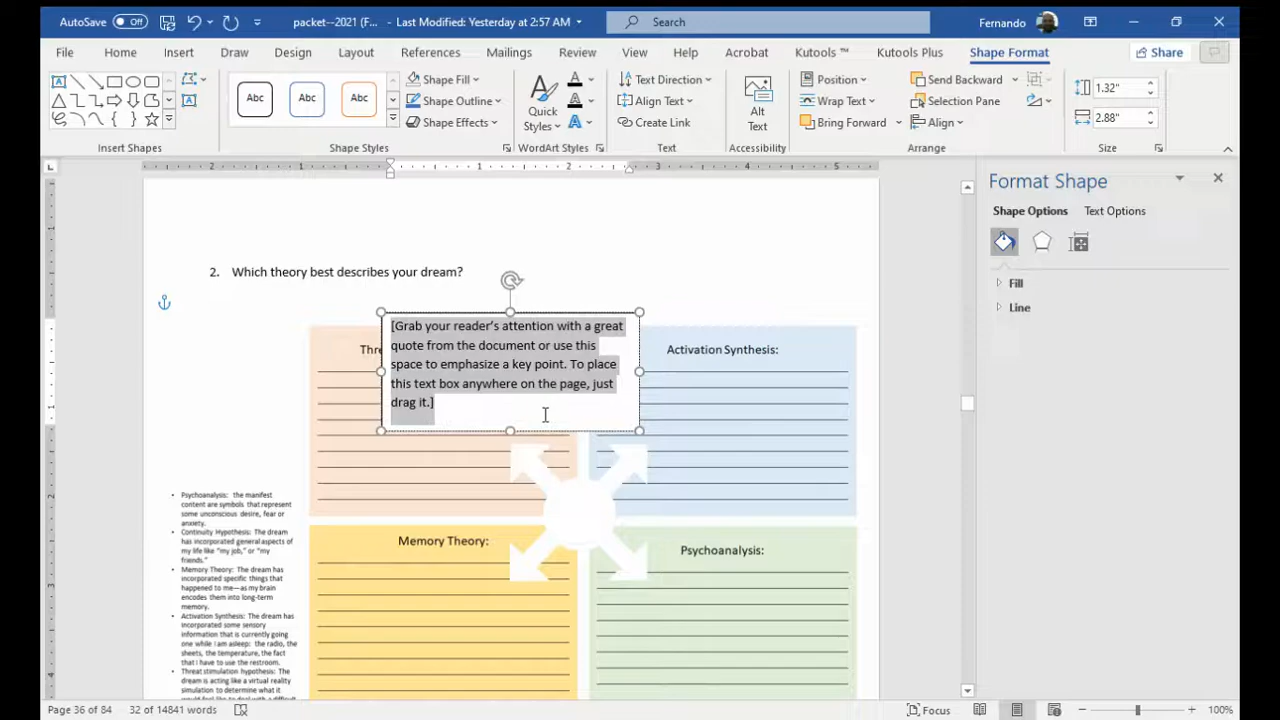 AutoSave Off packet--2021 (F... - Last Modified: Yesterday at 2:57 AM Search Fernando
File Home Insert Draw Design Layout References Mailings Review View Help Acrobat Kutools ™ Kutools Plus Shape Format Share
Abc Abc Abc
Shape Fill
Shape Outline
Shape Effects
Quick
Styles
Text Direction
Align Text
Create Link
Alt
Text
Position
Wrap Text
Bring Forward
Send Backward
Selection Pane
Align
1.32"
2.88"
Insert Shapes Shape Styles WordArt Styles Text Accessibility Arrange Size
2 1 1 2 3 4 5
2. Which theory best describes your dream?
[Grab your reader's attention with a great
quote from the document or use this
space to emphasize a key point. To place
this text box anywhere on the page, just
drag it.]
Activation Synthesis:
Memory Theory:
Psychoanalysis:
• Psychoanalysis: the manifest
content are symbols that represent
some unconscious desire, fear or
anxiety.
• Continuity Hypothesis: The dream
has incorporated general aspects of
my life like "my job," or "my
friends."
• Memory Theory: The dream has
incorporated specific things that
happened to me—as my brain
encodes them into long-term
memory.
• Activation Synthesis: The dream has
incorporated some sensory
information that is currently going
one while I am asleep: the radio, the
sheets, the temperature, the fact
that I have to use the restroom.
• Threat stimulation hypothesis: The
dream is acting like a virtual reality
simulation to determine what it
Format Shape
Shape Options Text Options
Fill
Line
Page 36 of 84 32 of 14841 words Focus 100%